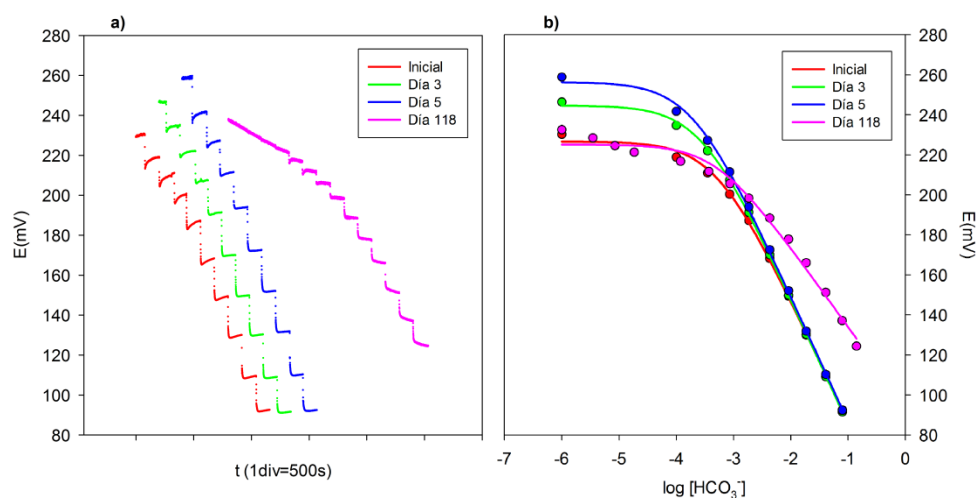 a)
280
260
240
220
200
180
160
140
120
100
80
E(mV)
t (1div=500s)
Inicial
Día 3
Día 5
Día 118
b)
Inicial
Día 3
Día 5
Día 118
280
260
240
220
200
180
160
140
120
100
80
E(mV)
-7 -6 -5 -4 -3 -2 -1 0
log [HCO₃⁻]